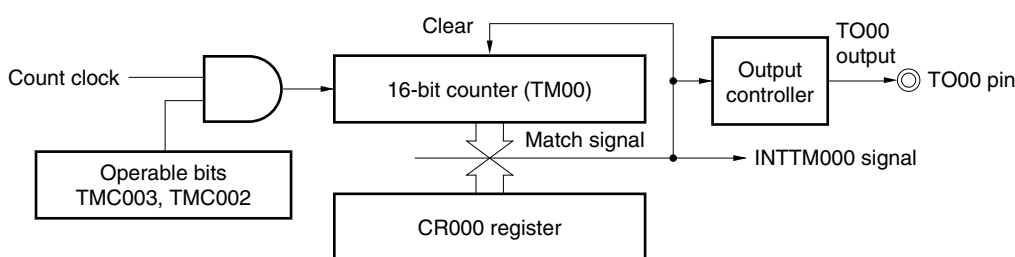 Clear
TO00
output
Count clock
16-bit counter (TM00)
Output
controller
TO00 pin
Match signal
INTTM000 signal
Operable bits
TMC003, TMC002
CR000 register